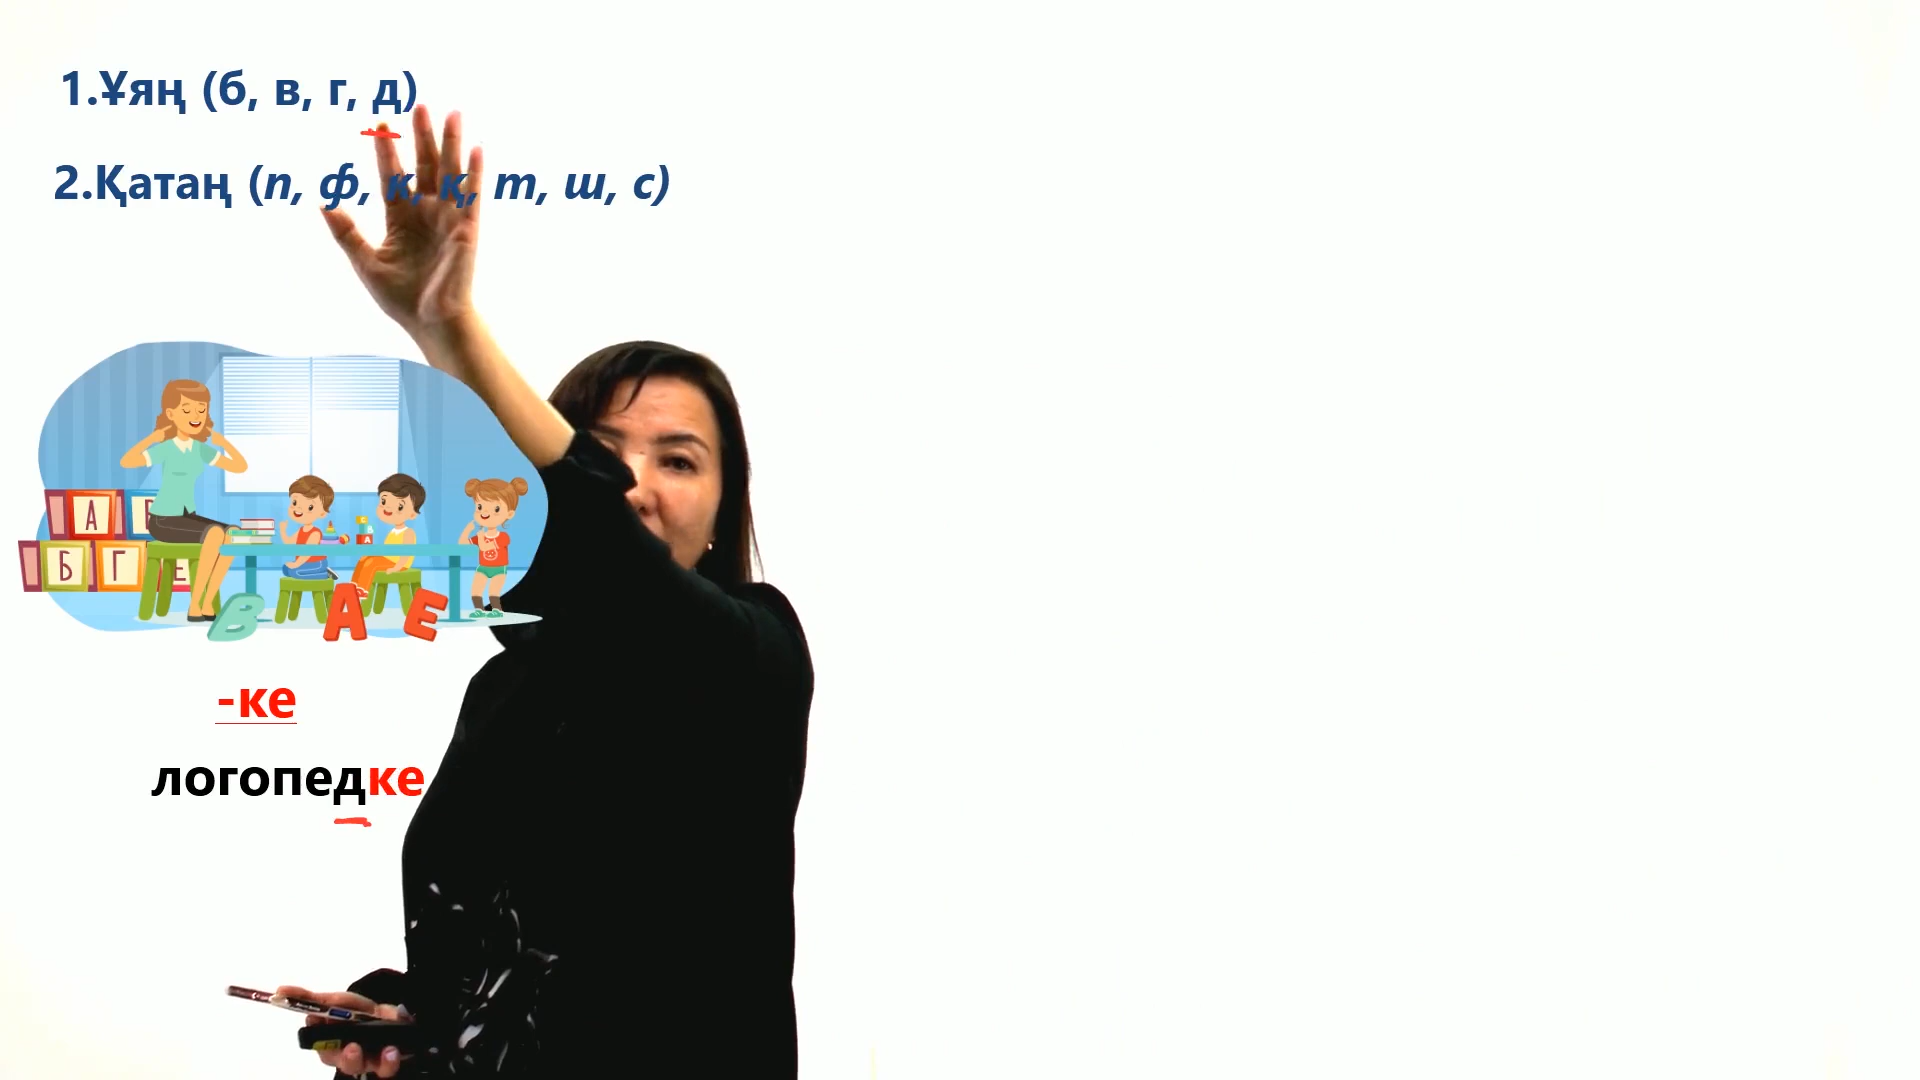 1.Ұяң (б, в, г, д)
2.Қатаң (п, ф, к, қ, т, ш, с)
А
Б Г Е
В А Е
-ке
логопедке